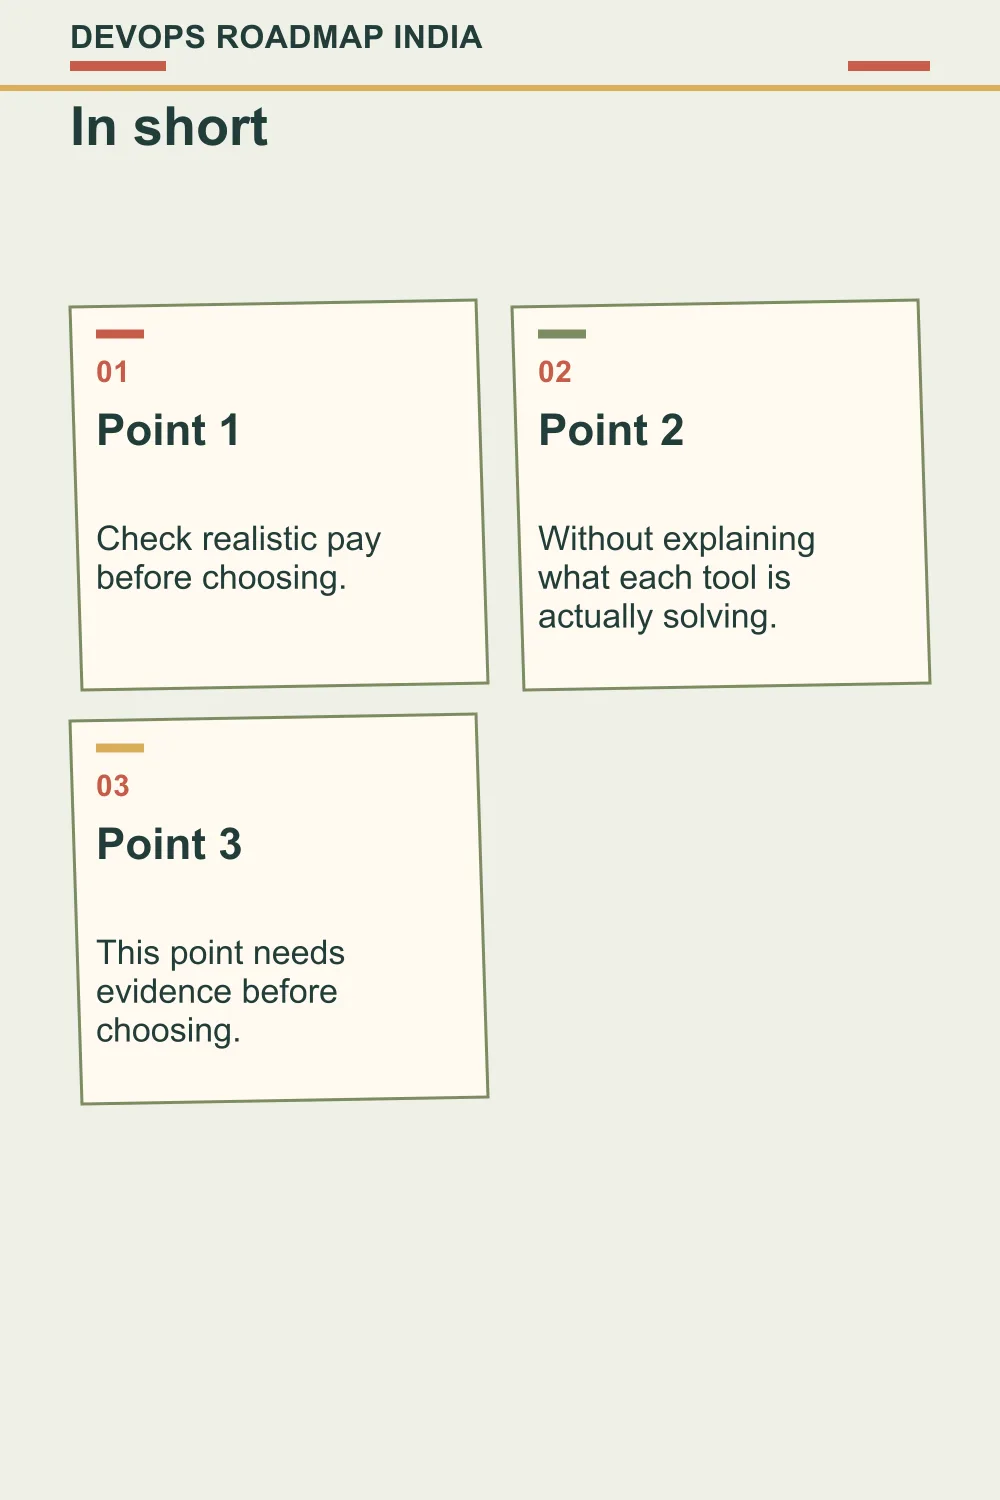 DEVOPS ROADMAP INDIA
In short
01
Point 1
Check realistic pay
before choosing.
02
Point 2
Without explaining
what each tool is
actually solving.
03
Point 3
This point needs
evidence before
choosing.